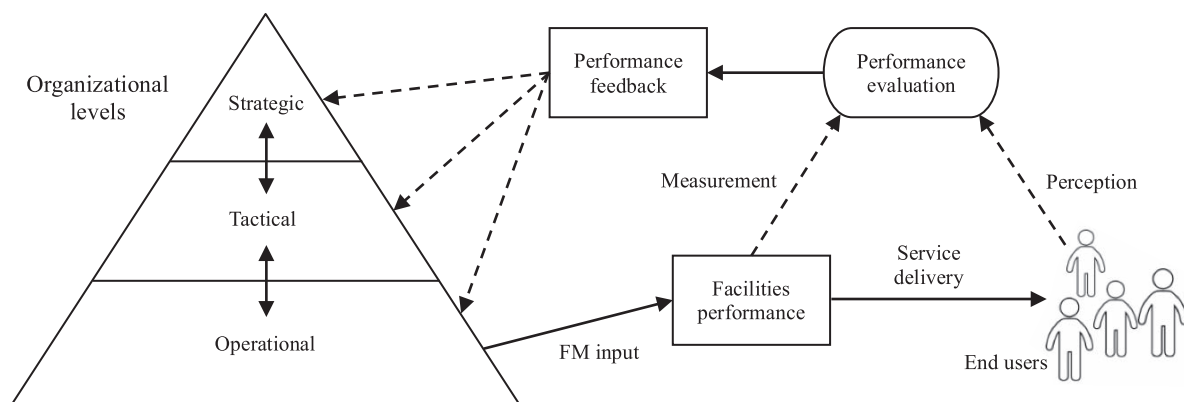 Organizational
levels
Strategic
Tactical
Operational
Performance
feedback
Performance
evaluation
Measurement
Perception
Facilities
performance
Service
delivery
FM input
End users